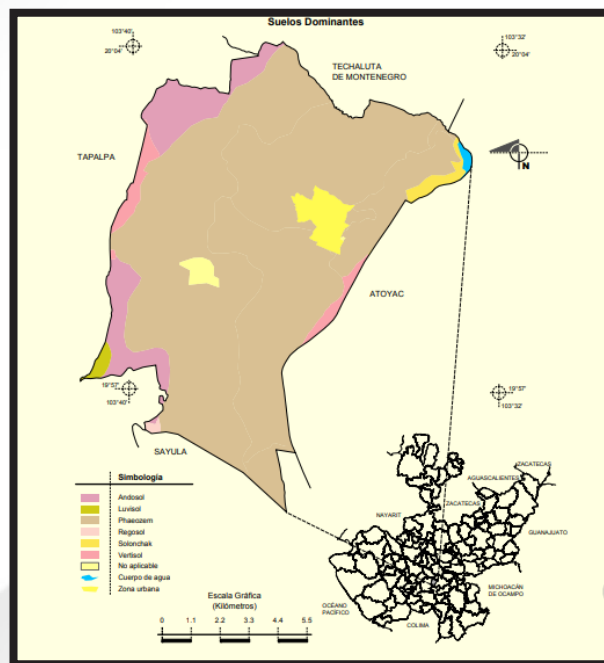 Suelos Dominantes
103°40'
20°04'
103°32'
20°04'
TECHALUTA
DE MONTENEGRO
TAPALPA
N
ATOYAC
19°57'
103°40'
19°57'
103°32'
SAYULA
Simbología
Andosol
Luvisol
Phaeozem
Regosol
Solonchak
Vertisol
No aplicable
Cuerpo de agua
Zona urbana
Escala Gráfica
(Kilómetros)
0 1.1 2.2 3.3 4.4 5.5
ZACATECAS
AGUASCALIENTES
NAYARIT
ZACATECAS
GUANAJUATO
MICHOACÁN
DE OCAMPO
OCÉANO
PACÍFICO
COLIMA